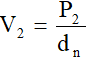 V₂ = P₂ / dₙ